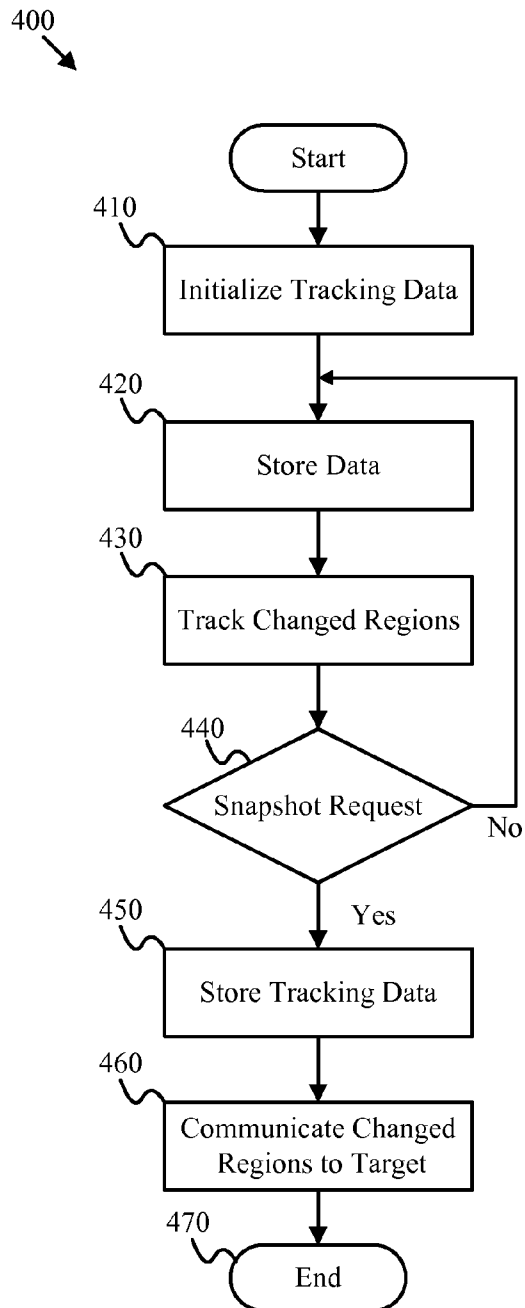 400
Start
410
Initialize Tracking Data
420
Store Data
430
Track Changed Regions
440
Snapshot Request
No
Yes
450
Store Tracking Data
460
Communicate Changed
Regions to Target
470
End